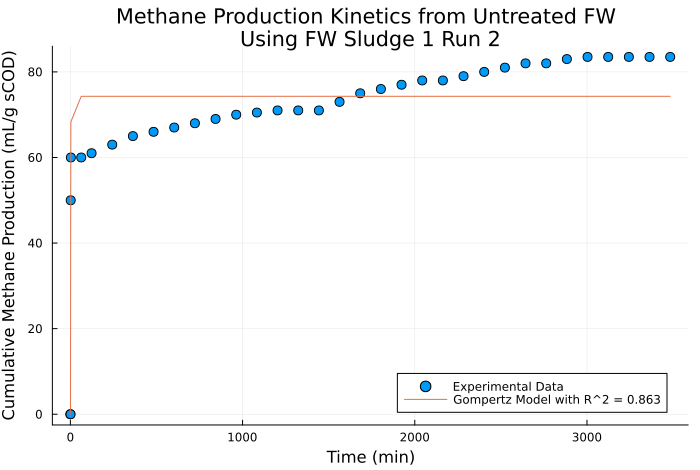 Methane Production Kinetics from Untreated FW
Using FW Sludge 1 Run 2
Cumulative Methane Production (mL/g sCOD)
80
60
40
20
0
0
1000
2000
3000
Time (min)
Experimental Data
Gompertz Model with R^2 = 0.863